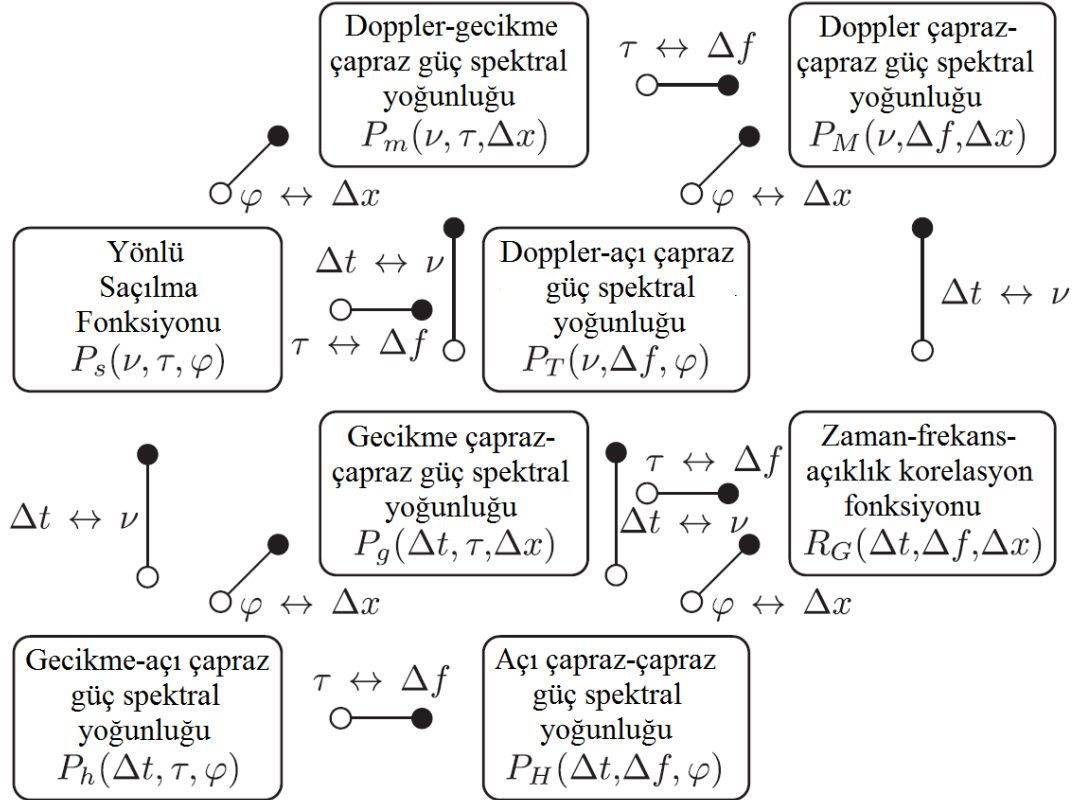 Doppler-gecikme
çapraz güç spektral
yoğunluğu
P_m(ν, τ,Δx)
τ ↔ Δf
Doppler çapraz-
çapraz güç spektral
yoğunluğu
P_M(ν,Δf,Δx)
φ ↔ Δx
φ ↔ Δx
Yönlü
Saçılma
Fonksiyonu
P_s(ν, τ, φ)
Δt ↔ ν
τ ↔ Δf
Doppler-açı çapraz
güç spektral
yoğunluğu
P_T(ν,Δf, φ)
Δt ↔ ν
Δt ↔ ν
Gecikme çapraz-
çapraz güç spektral
yoğunluğu
P_g(Δt, τ,Δx)
τ ↔ Δf
Δt ↔ ν
Zaman-frekans-
açıklık korelasyon
fonksiyonu
R_G(Δt,Δf,Δx)
φ ↔ Δx
φ ↔ Δx
Gecikme-açı çapraz
güç spektral
yoğunluğu
P_h(Δt, τ, φ)
τ ↔ Δf
Açı çapraz-çapraz
güç spektral
yoğunluğu
P_H(Δt,Δf, φ)